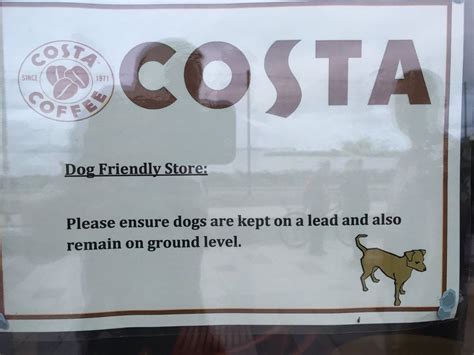 COSTA
SINCE 1971
COFFEE
COSTA
Dog Friendly Store:
Please ensure dogs are kept on a lead and also
remain on ground level.